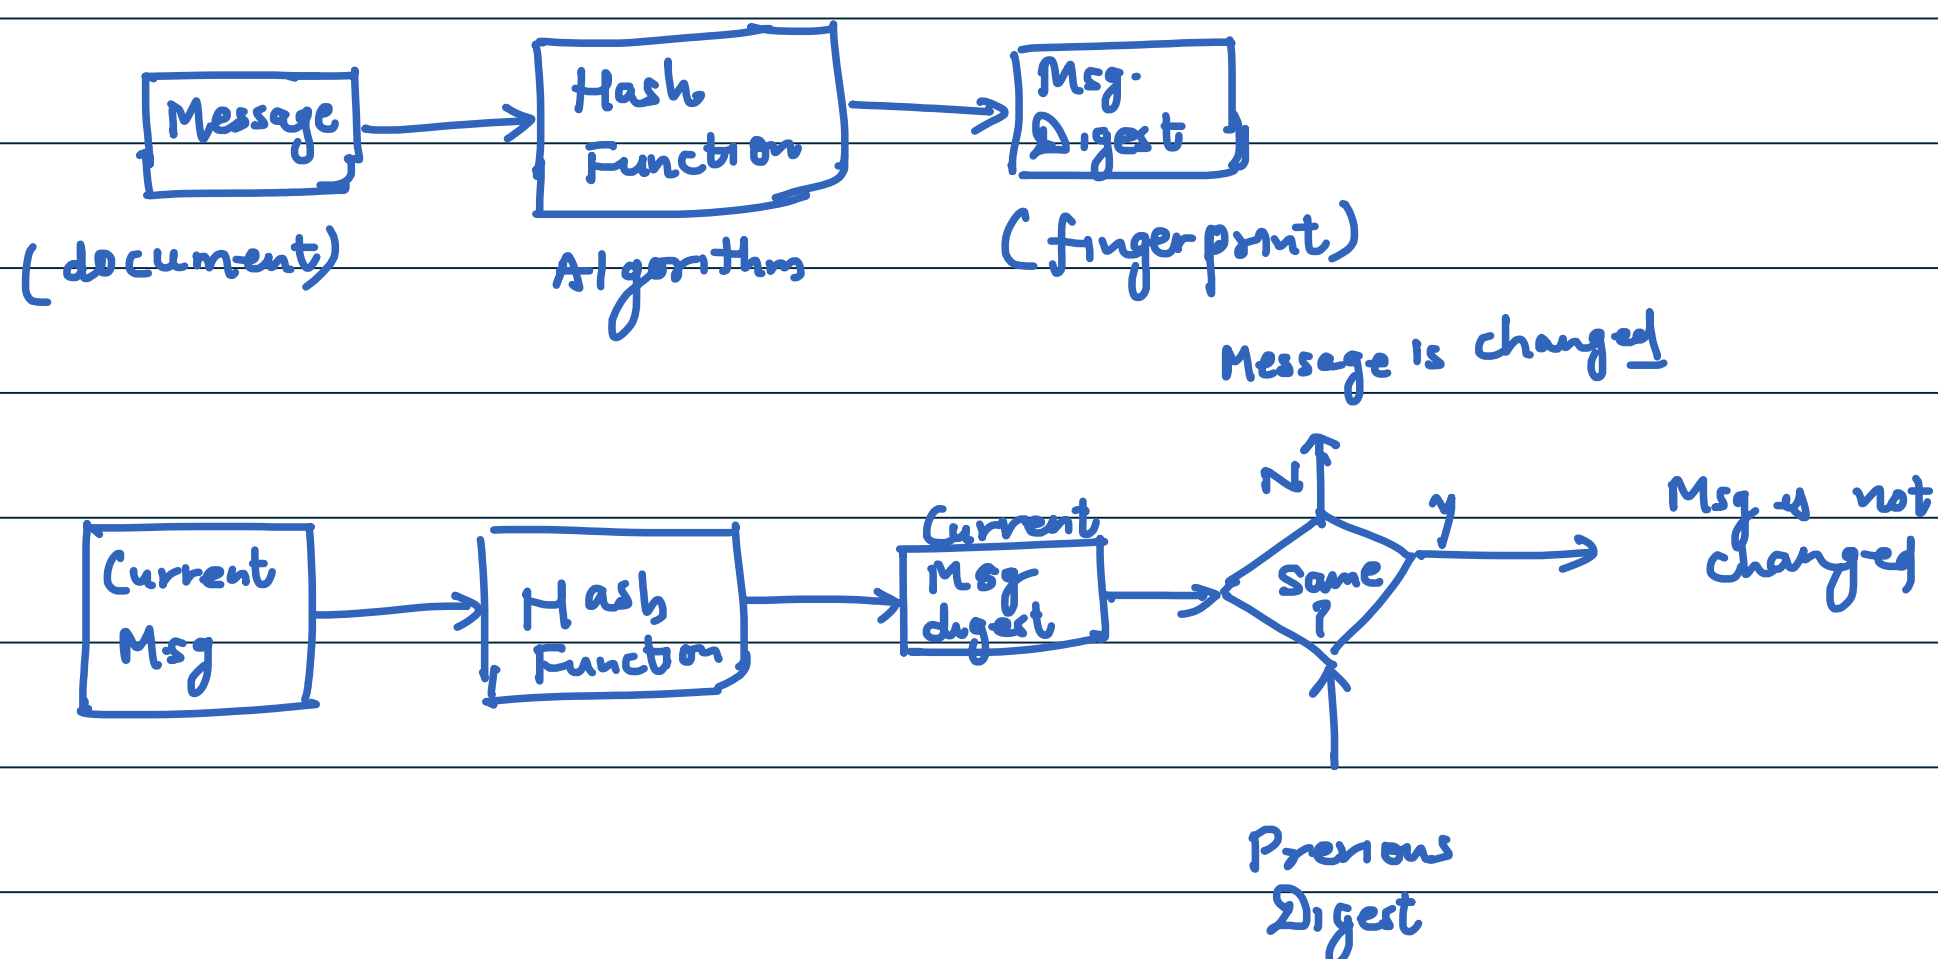 Message
(document)
Hash
Function
Algorithm
Msg.
Digest
(fingerprint)
Message is changed
Current
Msg
Hash
Function
Current
Msg
digest
same
?
N
Y
Msg is not
changed
Previous
Digest